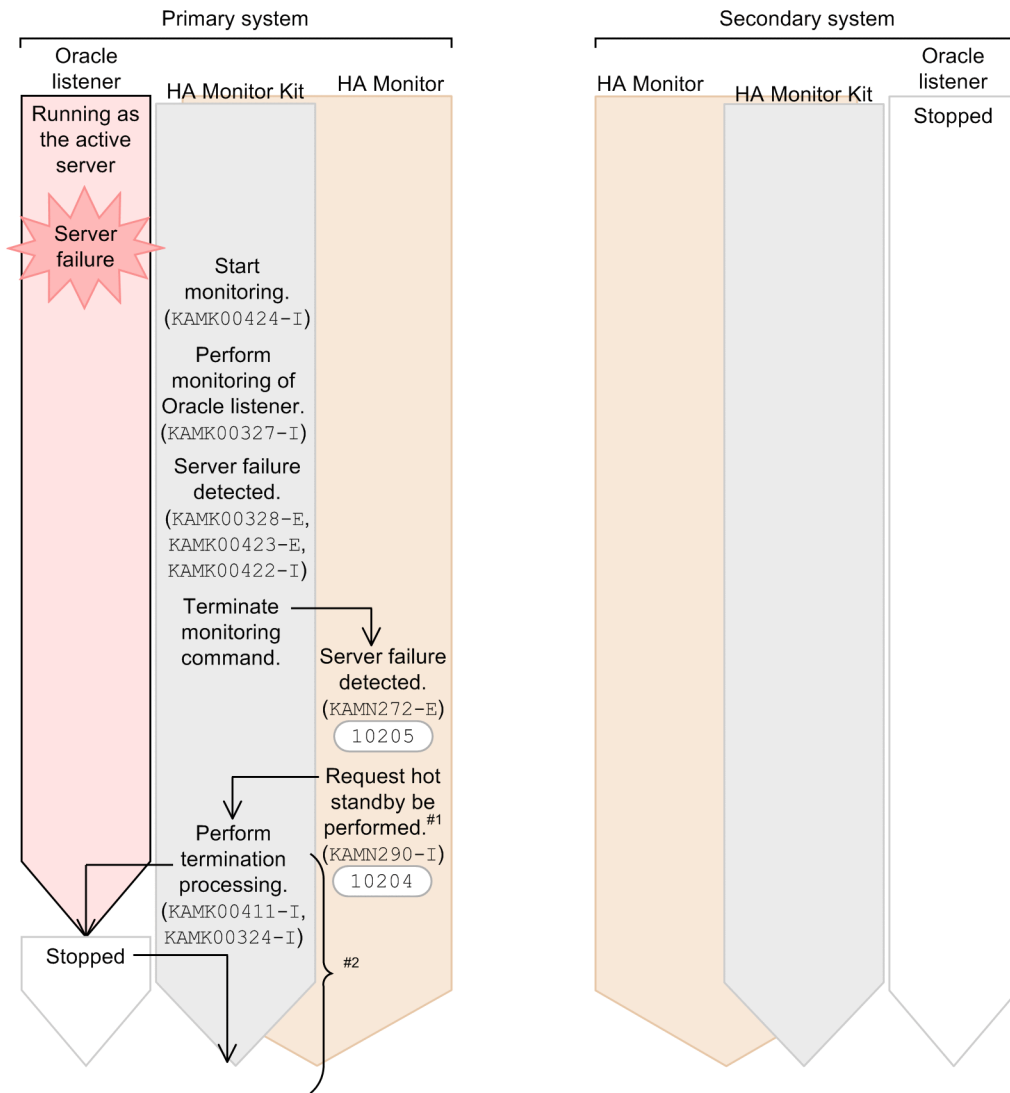 Primary system
Secondary system
Oracle
listener
HA Monitor Kit
HA Monitor
HA Monitor
HA Monitor Kit
Oracle
listener
Running as
the active
server
Stopped
Server
failure
Start
monitoring.
(KAMK00424-I)
Perform
monitoring of
Oracle listener.
(KAMK00327-I)
Server failure
detected.
(KAMK00328-E,
KAMK00423-E,
KAMK00422-I)
Terminate
monitoring
command.
Server failure
detected.
(KAMN272-E)
10205
Request hot
standby be
performed.#1
(KAMN290-I)
10204
Perform
termination
processing.
(KAMK00411-I,
KAMK00324-I)
Stopped
#2